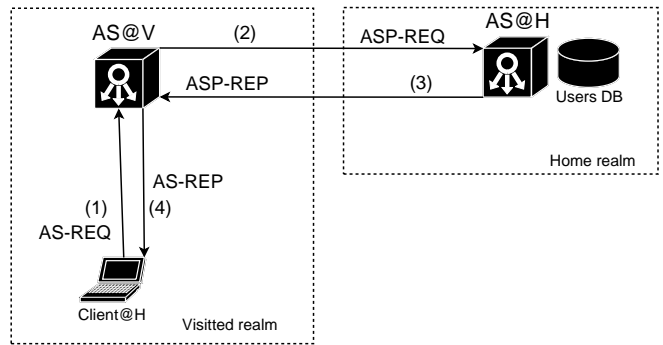 AS@V
(2)
ASP-REQ
AS@H
ASP-REP
(3)
Users DB
Home realm
AS-REP
(1)
(4)
AS-REQ
Client@H
Visitted realm